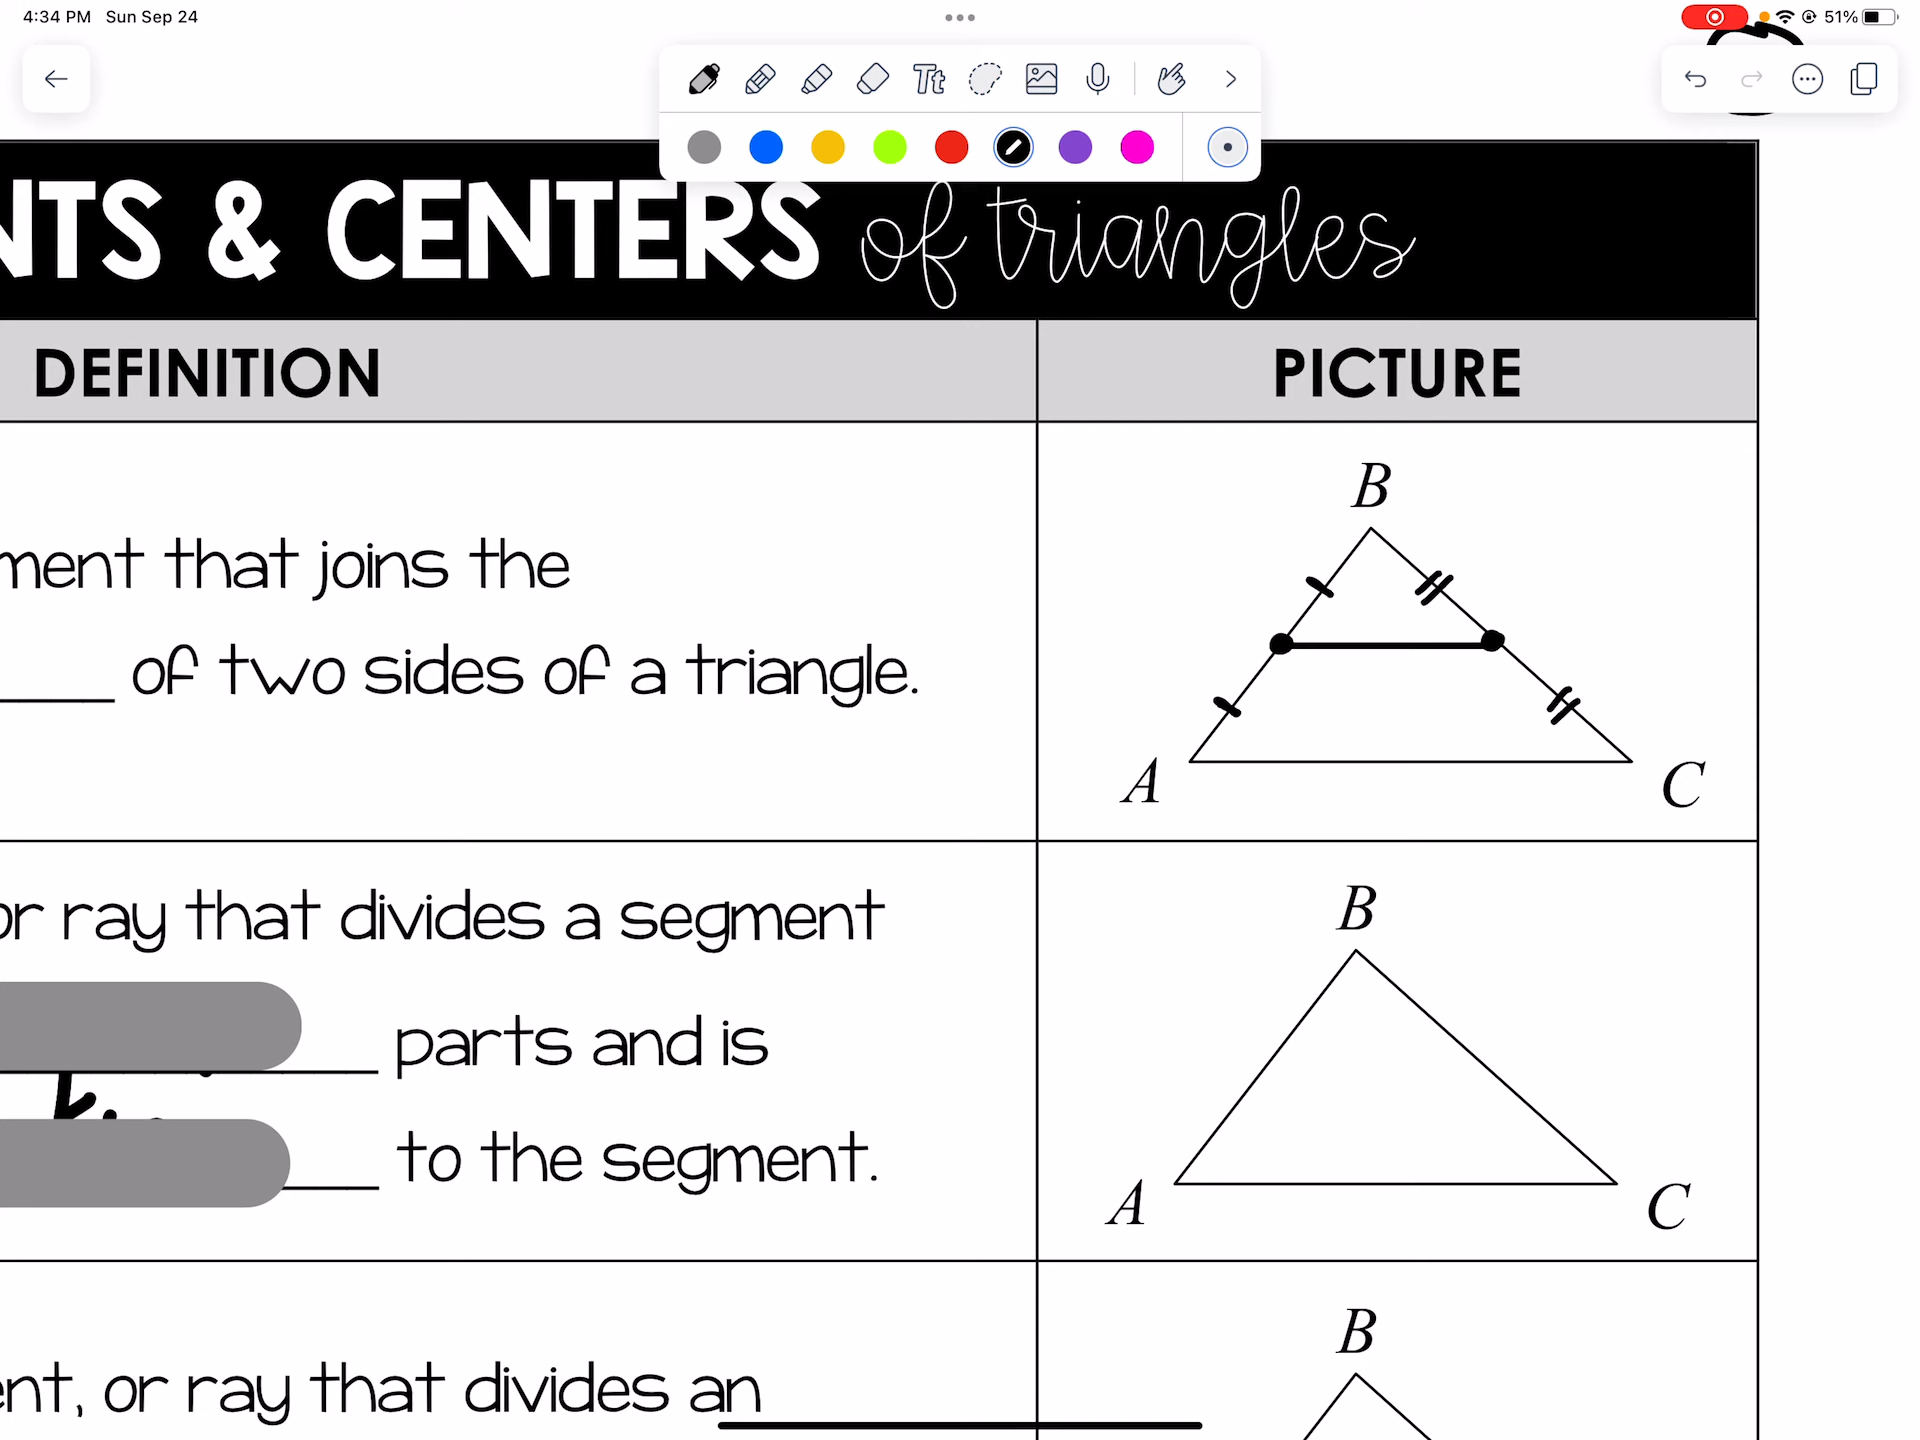 4:34 PM Sun Sep 24
51%
Tt
NTS & CENTERS of triangles
DEFINITION
PICTURE
ment that joins the
of two sides of a triangle.
B
A
C
or ray that divides a segment
parts and is
to the segment.
B
A
C
ent, or ray that divides an
B